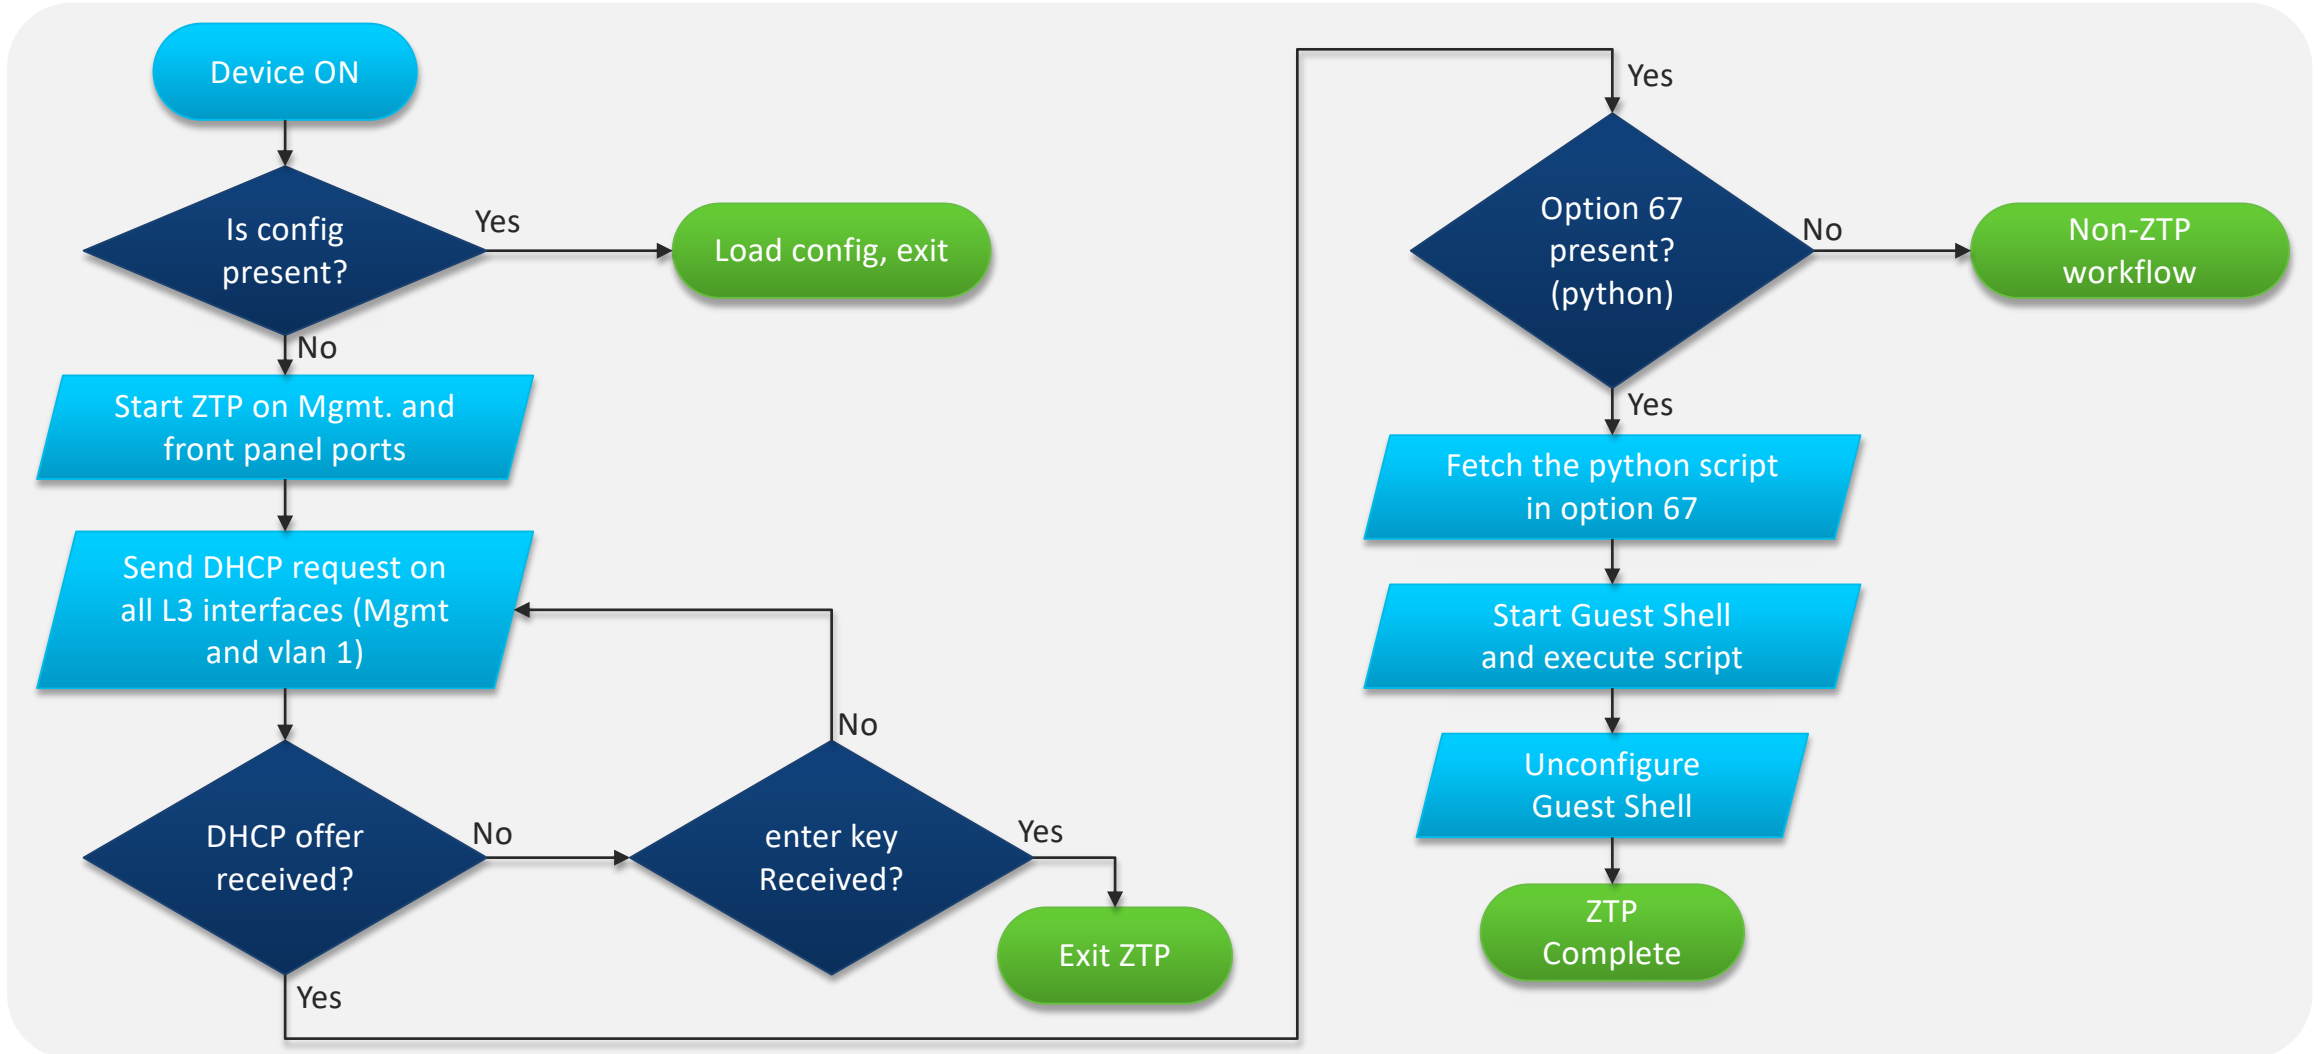 Device ON
Is config
present?
Yes
Load config, exit
No
Start ZTP on Mgmt. and
front panel ports
Send DHCP request on
all L3 interfaces (Mgmt
and vlan 1)
DHCP offer
received?
No
enter key
Received?
No
Yes
Exit ZTP
Yes
Yes
Option 67
present?
(python)
No
Non-ZTP
workflow
Yes
Fetch the python script
in option 67
Start Guest Shell
and execute script
Unconfigure
Guest Shell
ZTP
Complete